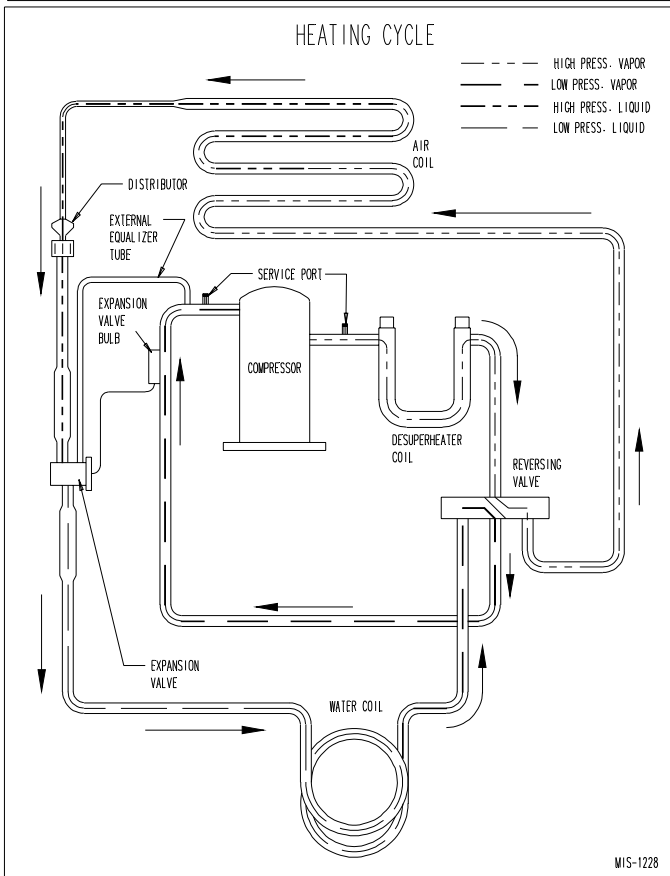 HEATING CYCLE
HIGH PRESS. VAPOR
LOW PRESS. VAPOR
HIGH PRESS. LIQUID
LOW PRESS. LIQUID
AIR
COIL
DISTRIBUTOR
EXTERNAL
EQUALIZER
TUBE
SERVICE PORT
EXPANSION
VALVE
BULB
COMPRESSOR
DESUPERHEATER
COIL
REVERSING
VALVE
EXPANSION
VALVE
WATER COIL
MIS-1228